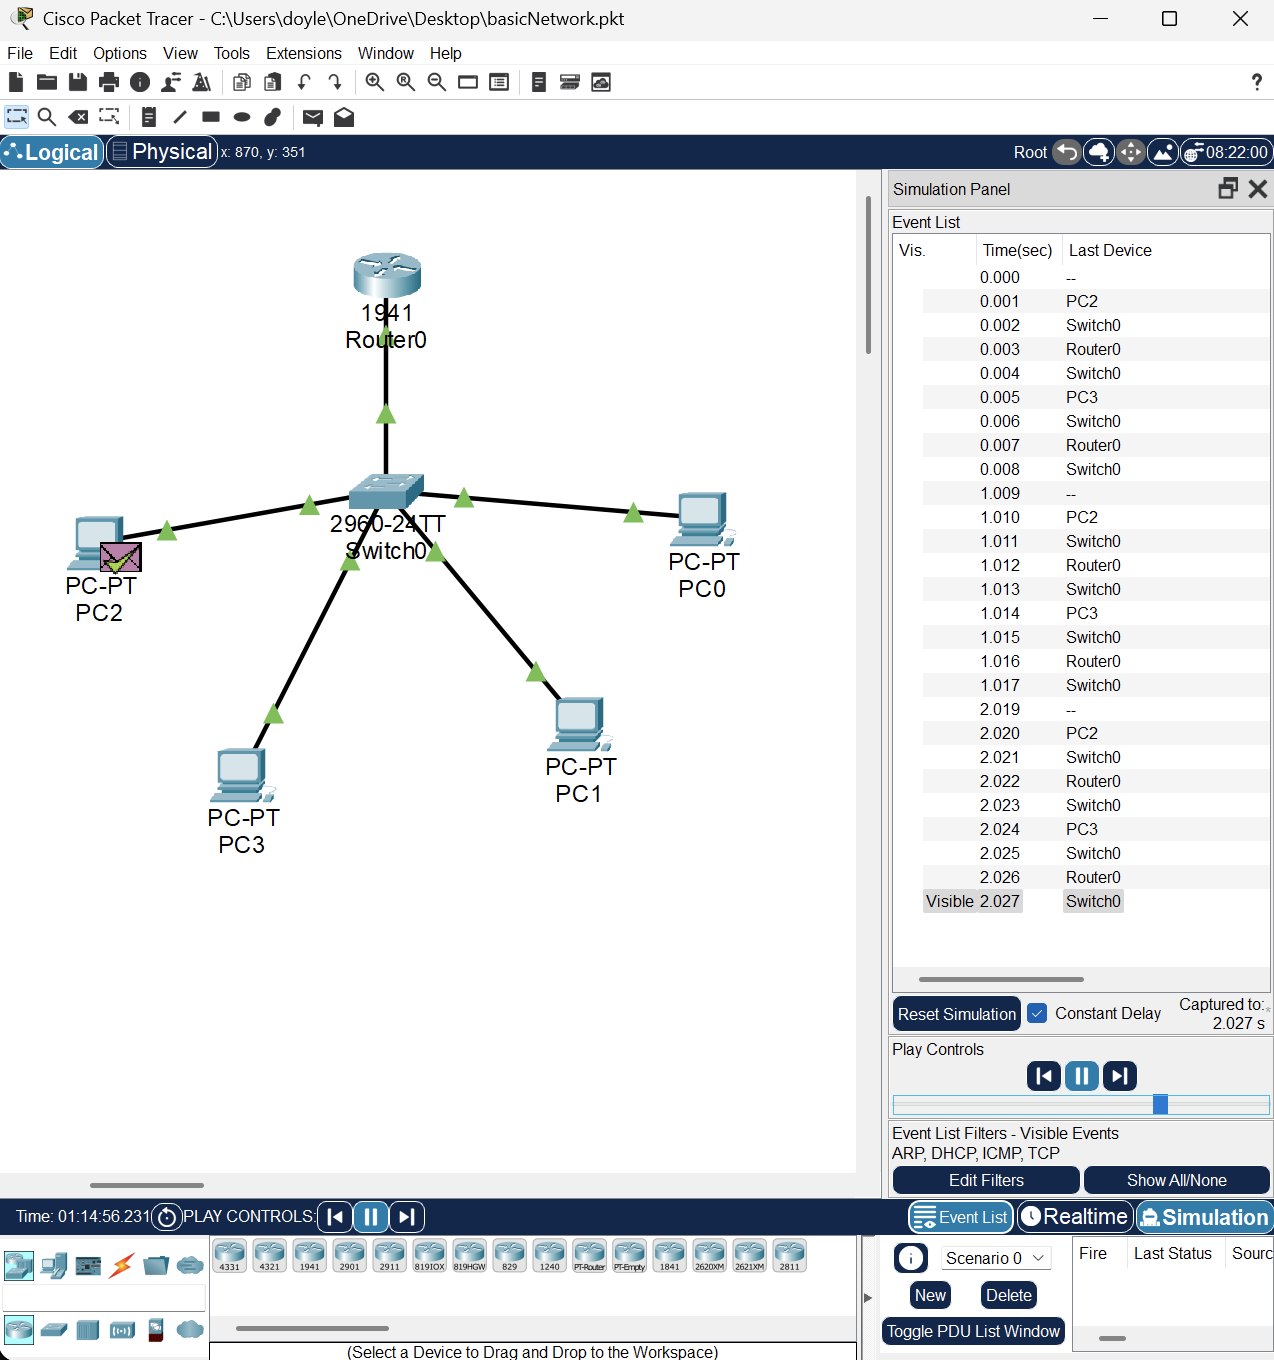 Cisco Packet Tracer - C:\Users\doyle\OneDrive\Desktop\basicNetwork.pkt
File Edit Options View Tools Extensions Window Help
Logical Physical x: 870, y: 351 Root 08:22:00
1941
Router0
2960-24TT
Switch0
PC-PT
PC2
PC-PT
PC0
PC-PT
PC1
PC-PT
PC3
Simulation Panel
Event List
Vis. Time(sec) Last Device
0.000 --
0.001 PC2
0.002 Switch0
0.003 Router0
0.004 Switch0
0.005 PC3
0.006 Switch0
0.007 Router0
0.008 Switch0
1.009 --
1.010 PC2
1.011 Switch0
1.012 Router0
1.013 Switch0
1.014 PC3
1.015 Switch0
1.016 Router0
1.017 Switch0
2.019 --
2.020 PC2
2.021 Switch0
2.022 Router0
2.023 Switch0
2.024 PC3
2.025 Switch0
2.026 Router0
Visible 2.027 Switch0
Reset Simulation Constant Delay Captured to:*
2.027 s
Play Controls
Event List Filters - Visible Events
ARP, DHCP, ICMP, TCP
Edit Filters Show All/None
Time: 01:14:56.231 PLAY CONTROLS: Event List Realtime Simulation
4331 4321 1941 2901 2911 819IOX 819HGW 829 1240 PT-Router PT-Empty 1841 2620XM 2621XM 2811
(Select a Device to Drag and Drop to the Workspace)
Scenario 0
New Delete
Toggle PDU List Window
Fire Last Status Sourc